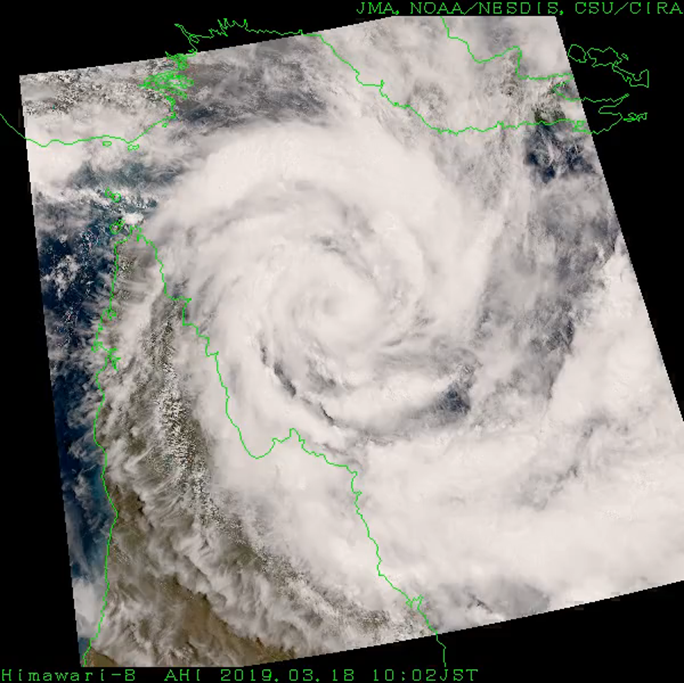 JMA, NOAA/NESDIS, CSU/CIRA
Himawari-8 AHI 2019.03.18 10:02JST